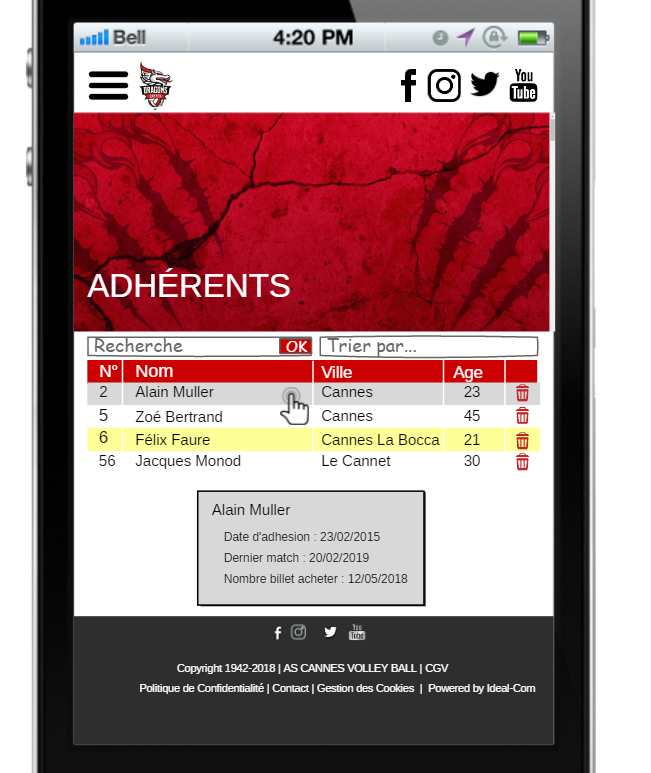 Bell 4:20 PM
DRAGONS
You
Tube
ADHÉRENTS
Recherche OK Trier par...
N° Nom Ville Age
2 Alain Muller Cannes 23
5 Zoé Bertrand Cannes 45
6 Félix Faure Cannes La Bocca 21
56 Jacques Monod Le Cannet 30
Alain Muller
Date d'adhesion : 23/02/2015
Dernier match : 20/02/2019
Nombre billet acheter : 12/05/2018
You
Tube
Copyright 1942-2018 | AS CANNES VOLLEY BALL | CGV
Politique de Confidentialité | Contact | Gestion des Cookies | Powered by Ideal-Com